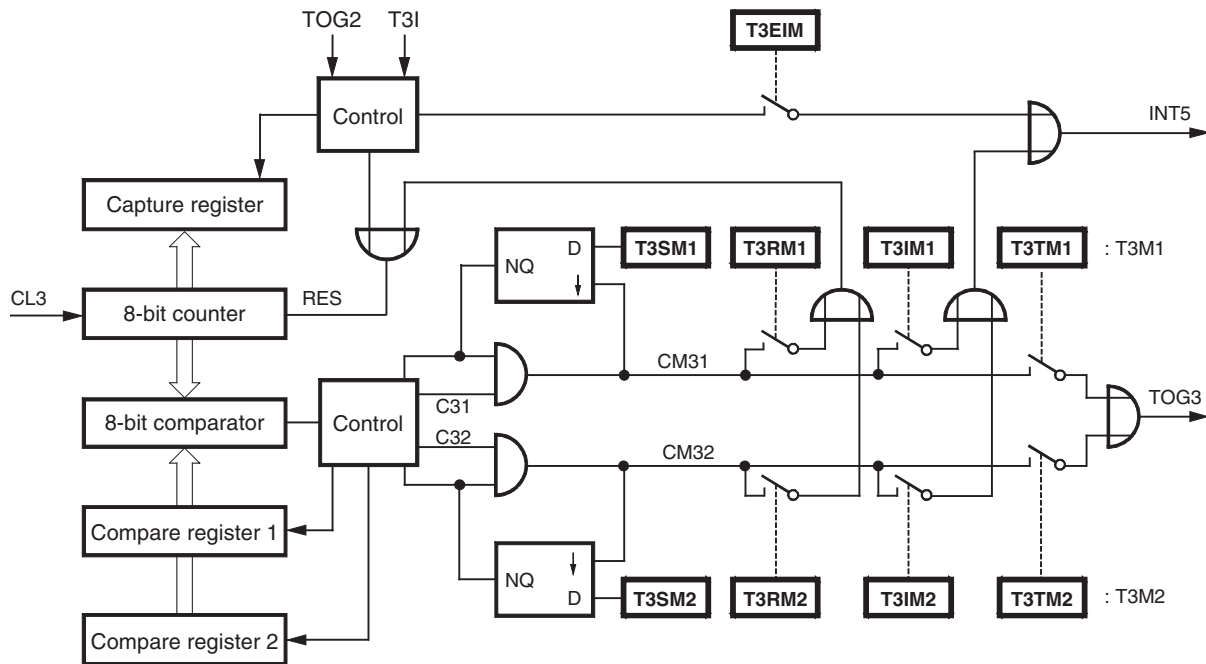 TOG2 T3I
T3EIM
Control
INT5
Capture register
T3SM1 T3RM1 T3IM1 T3TM1 : T3M1
D
NQ
CL3
8-bit counter
RES
CM31
C31
TOG3
8-bit comparator
Control
C32
CM32
Compare register 1
NQ
D
T3SM2 T3RM2 T3IM2 T3TM2 : T3M2
Compare register 2